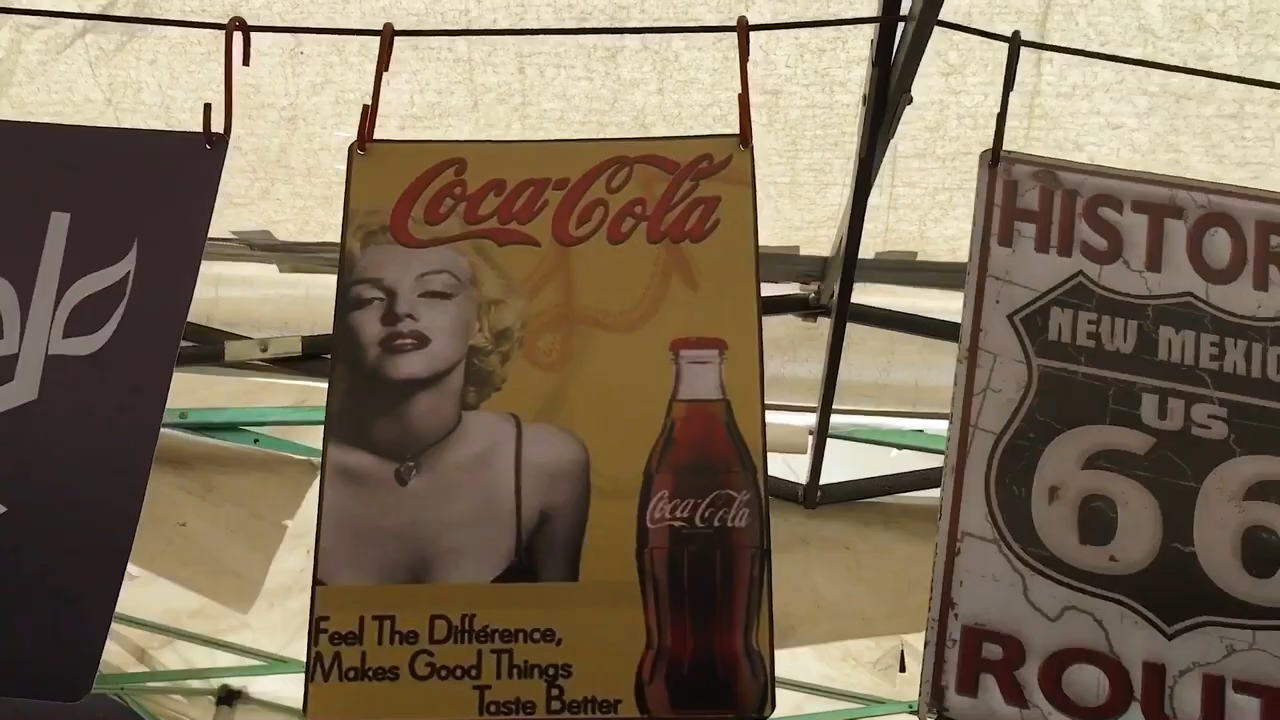 Coca-Cola
Coca-Cola
Feel The Différence,
Makes Good Things
Taste Better
HISTOR
NEW MEXIC
US
66
ROUT